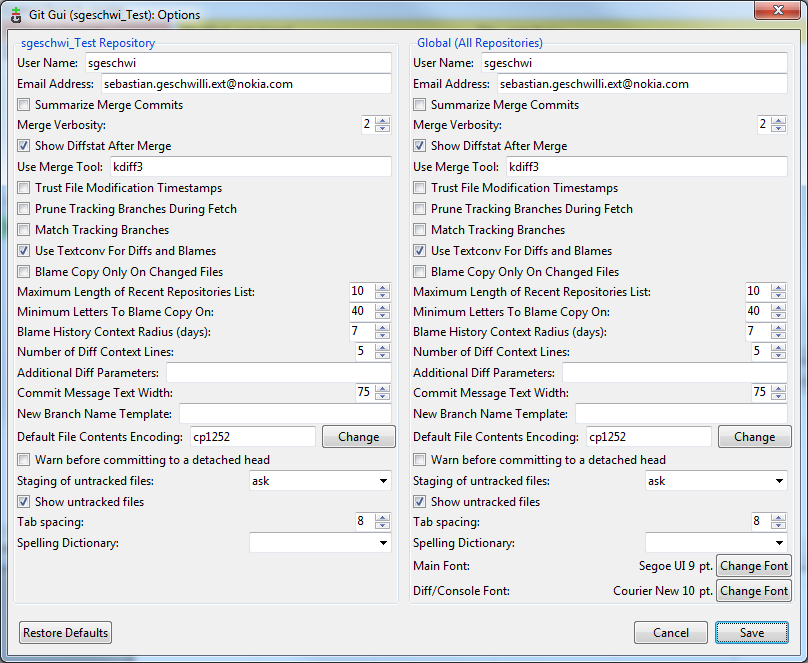 Git Gui (sgeschwi_Test): Options
sgeschwi_Test Repository
User Name: sgeschwi
Email Address: sebastian.geschwilli.ext@nokia.com
Summarize Merge Commits
Merge Verbosity: 2
Show Diffstat After Merge
Use Merge Tool: kdiff3
Trust File Modification Timestamps
Prune Tracking Branches During Fetch
Match Tracking Branches
Use Textconv For Diffs and Blames
Blame Copy Only On Changed Files
Maximum Length of Recent Repositories List: 10
Minimum Letters To Blame Copy On: 40
Blame History Context Radius (days): 7
Number of Diff Context Lines: 5
Additional Diff Parameters:
Commit Message Text Width: 75
New Branch Name Template:
Default File Contents Encoding: cp1252 Change
Warn before committing to a detached head
Staging of untracked files: ask
Show untracked files
Tab spacing: 8
Spelling Dictionary:
Global (All Repositories)
User Name: sgeschwi
Email Address: sebastian.geschwilli.ext@nokia.com
Summarize Merge Commits
Merge Verbosity: 2
Show Diffstat After Merge
Use Merge Tool: kdiff3
Trust File Modification Timestamps
Prune Tracking Branches During Fetch
Match Tracking Branches
Use Textconv For Diffs and Blames
Blame Copy Only On Changed Files
Maximum Length of Recent Repositories List: 10
Minimum Letters To Blame Copy On: 40
Blame History Context Radius (days): 7
Number of Diff Context Lines: 5
Additional Diff Parameters:
Commit Message Text Width: 75
New Branch Name Template:
Default File Contents Encoding: cp1252 Change
Warn before committing to a detached head
Staging of untracked files: ask
Show untracked files
Tab spacing: 8
Spelling Dictionary:
Main Font: Segoe UI 9 pt. Change Font
Diff/Console Font: Courier New 10 pt. Change Font
Restore Defaults Cancel Save